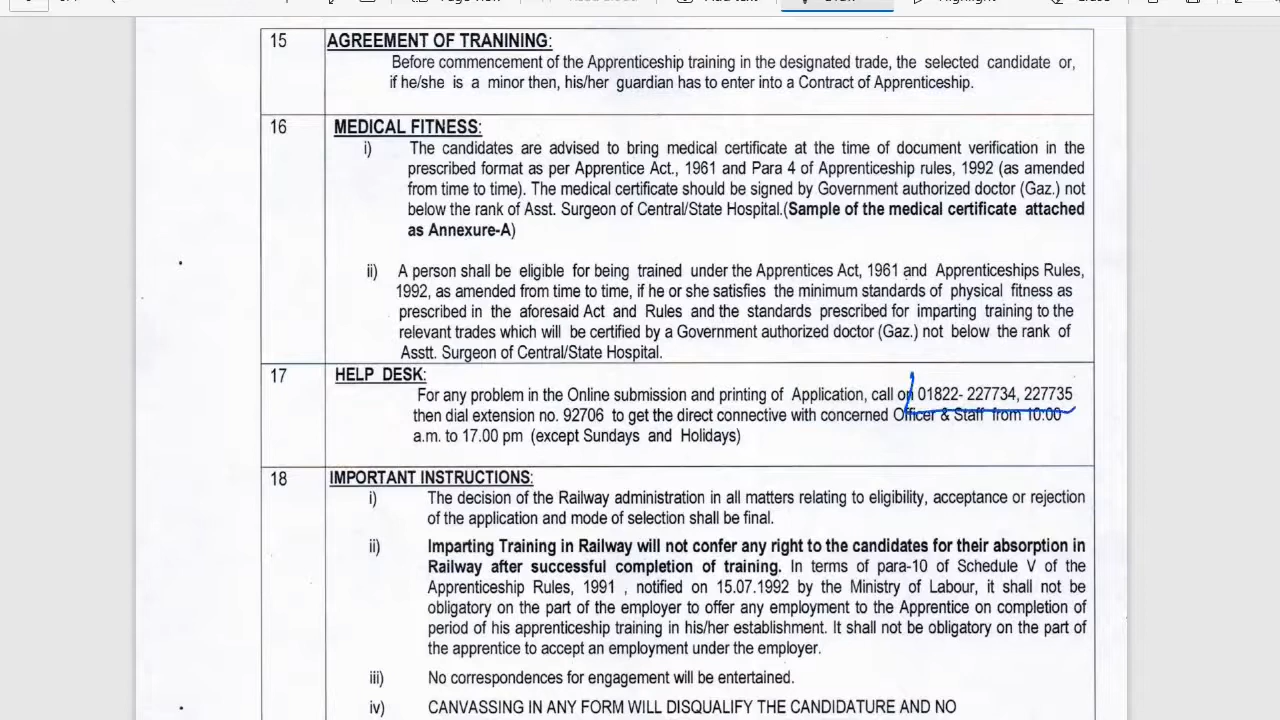 15 AGREEMENT OF TRANINING:
Before commencement of the Apprenticeship training in the designated trade, the selected candidate or,
if he/she is a minor then, his/her guardian has to enter into a Contract of Apprenticeship.
16 MEDICAL FITNESS:
i) The candidates are advised to bring medical certificate at the time of document verification in the
prescribed format as per Apprentice Act., 1961 and Para 4 of Apprenticeship rules, 1992 (as amended
from time to time). The medical certificate should be signed by Government authorized doctor (Gaz.) not
below the rank of Asst. Surgeon of Central/State Hospital.(Sample of the medical certificate attached
as Annexure-A)
ii) A person shall be eligible for being trained under the Apprentices Act, 1961 and Apprenticeships Rules,
1992, as amended from time to time, if he or she satisfies the minimum standards of physical fitness as
prescribed in the aforesaid Act and Rules and the standards prescribed for imparting training to the
relevant trades which will be certified by a Government authorized doctor (Gaz.) not below the rank of
Asstt. Surgeon of Central/State Hospital.
17 HELP DESK:
For any problem in the Online submission and printing of Application, call on 01822- 227734, 227735
then dial extension no. 92706 to get the direct connective with concerned Officer & Staff from 10:00
a.m. to 17.00 pm (except Sundays and Holidays)
18 IMPORTANT INSTRUCTIONS:
i) The decision of the Railway administration in all matters relating to eligibility, acceptance or rejection
of the application and mode of selection shall be final.
ii) Imparting Training in Railway will not confer any right to the candidates for their absorption in
Railway after successful completion of training. In terms of para-10 of Schedule V of the
Apprenticeship Rules, 1991 , notified on 15.07.1992 by the Ministry of Labour, it shall not be
obligatory on the part of the employer to offer any employment to the Apprentice on completion of
period of his apprenticeship training in his/her establishment. It shall not be obligatory on the part of
the apprentice to accept an employment under the employer.
iii) No correspondences for engagement will be entertained.
iv) CANVASSING IN ANY FORM WILL DISQUALIFY THE CANDIDATURE AND NO